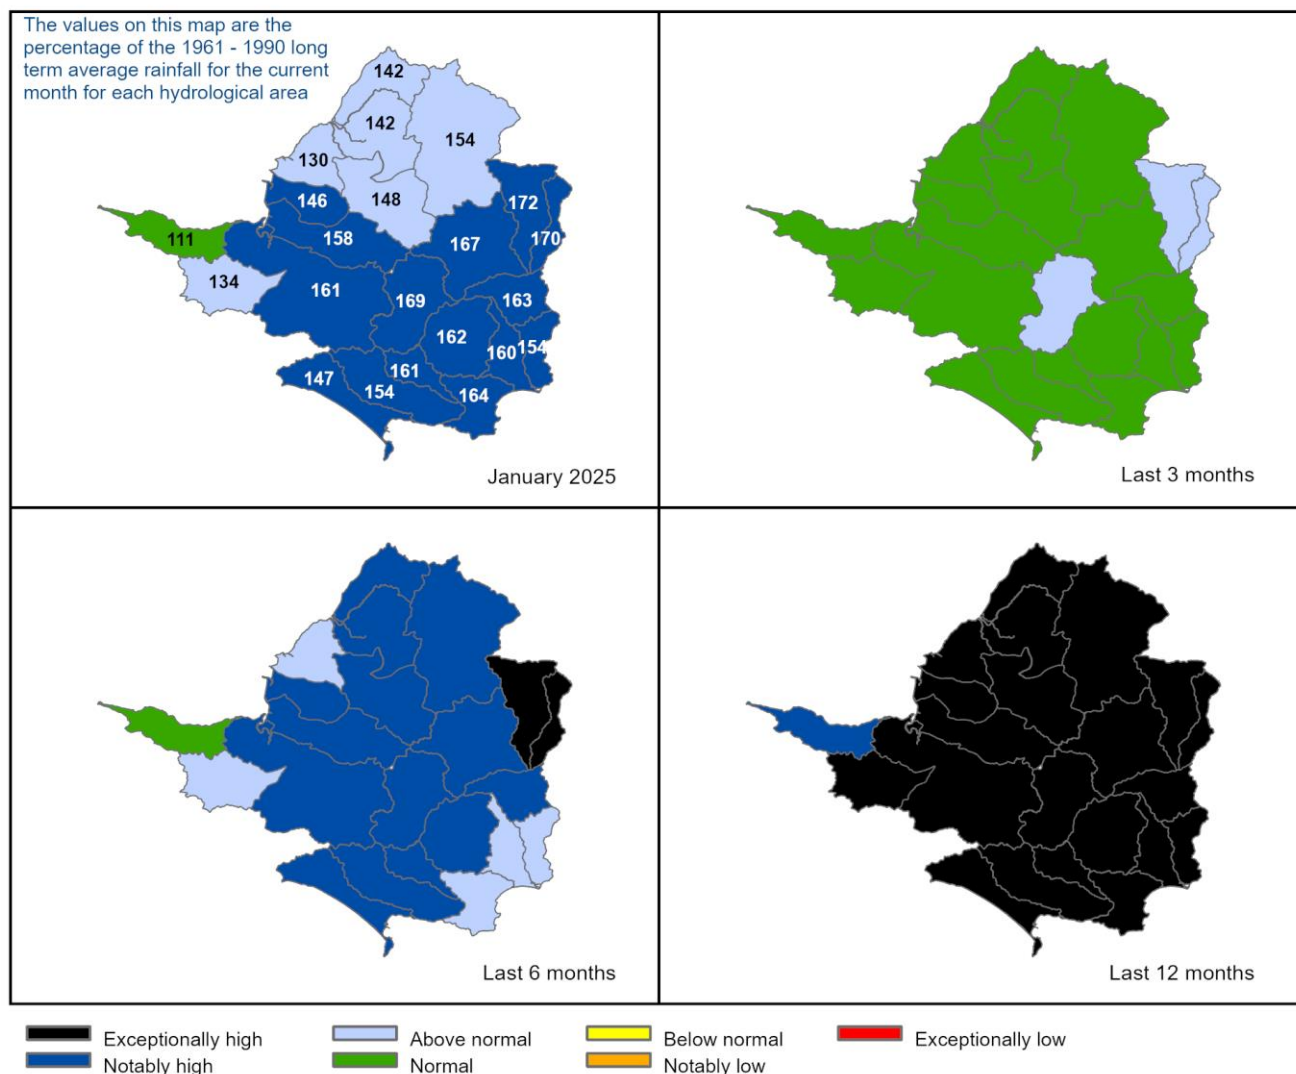 The values on this map are the
percentage of the 1961 - 1990 long
term average rainfall for the current
month for each hydrological area
142
142
154
130
146
148
172
111
158
167
170
134
161
169
163
162
160
154
147
161
154
164
January 2025
Last 3 months
Last 6 months
Last 12 months
Exceptionally high
Above normal
Below normal
Exceptionally low
Notably high
Normal
Notably low